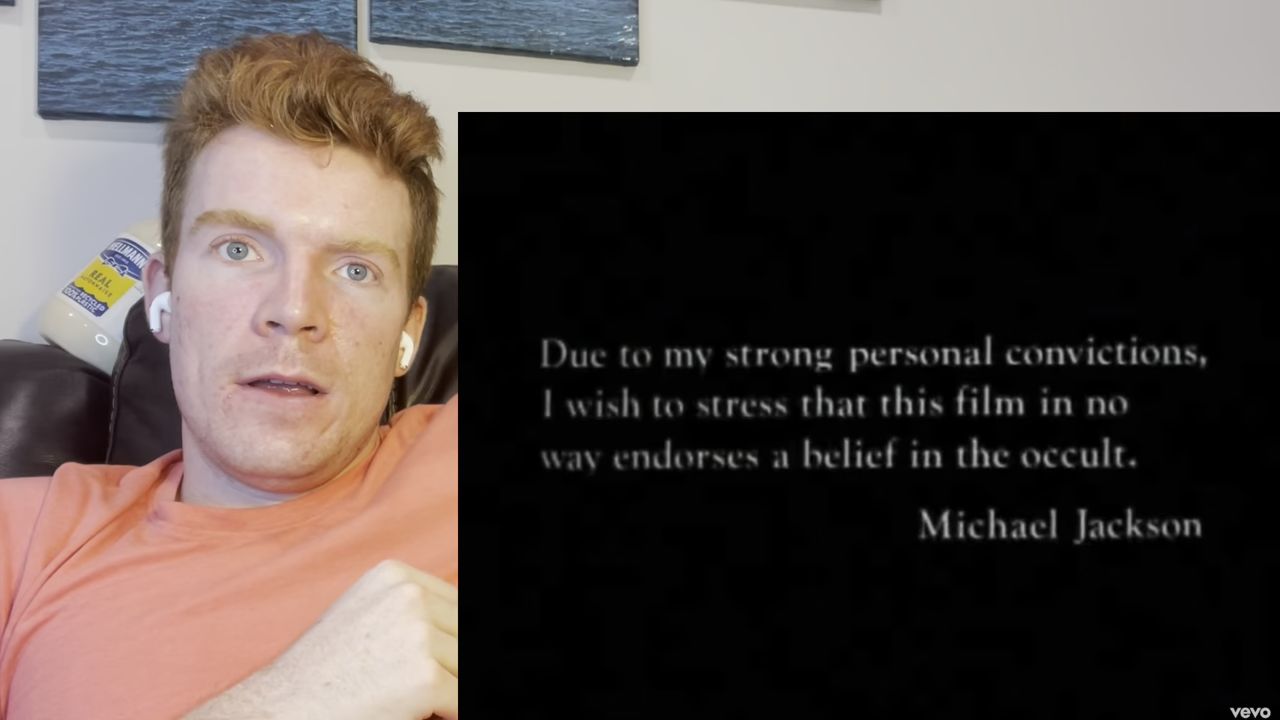 HELLMANN
REAL
Due to my strong personal convictions,
I wish to stress that this film in no
way endorses a belief in the occult.
Michael Jackson
vevo